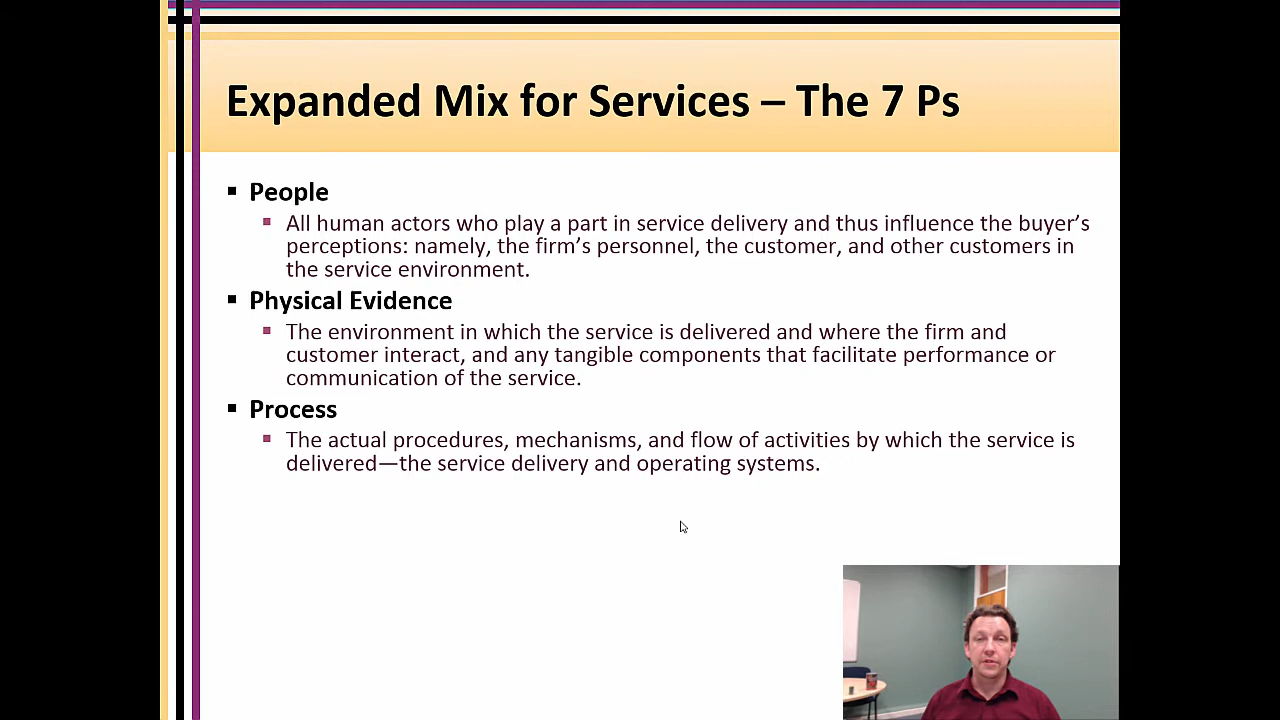 Expanded Mix for Services – The 7 Ps
People
All human actors who play a part in service delivery and thus influence the buyer’s
perceptions: namely, the firm’s personnel, the customer, and other customers in
the service environment.
Physical Evidence
The environment in which the service is delivered and where the firm and
customer interact, and any tangible components that facilitate performance or
communication of the service.
Process
The actual procedures, mechanisms, and flow of activities by which the service is
delivered—the service delivery and operating systems.